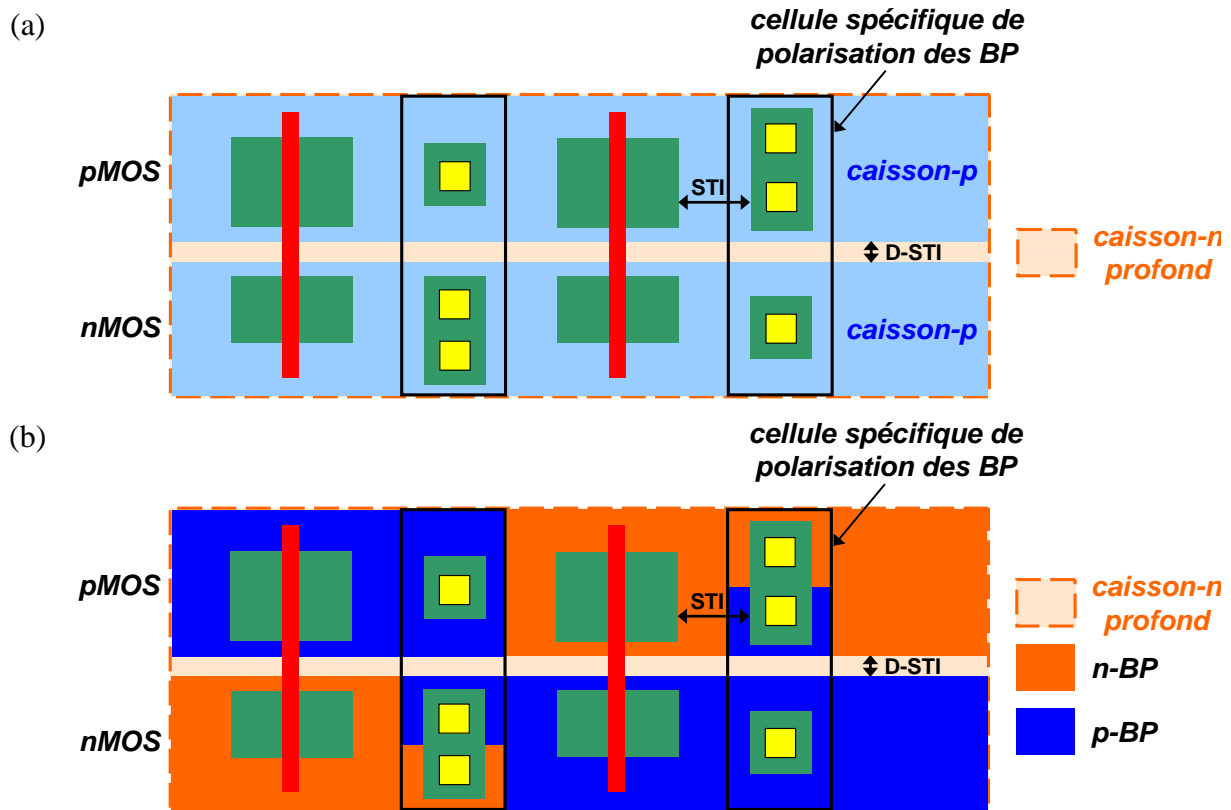 (a)
cellule spécifique de
polarisation des BP
pMOS
STI
caisson-p
D-STI
caisson-n
profond
nMOS
caisson-p
(b)
cellule spécifique de
polarisation des BP
pMOS
STI
caisson-n
profond
D-STI
n-BP
nMOS
p-BP